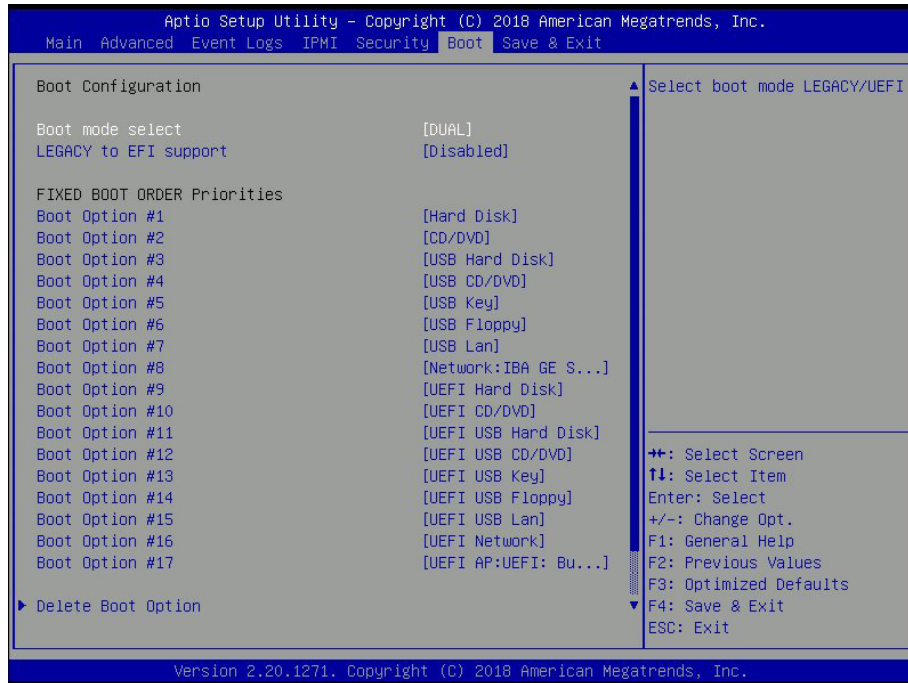 Aptio Setup Utility – Copyright (C) 2018 American Megatrends, Inc.
Main Advanced Event Logs IPMI Security Boot Save & Exit
Boot Configuration
Boot mode select [DUAL]
LEGACY to EFI support [Disabled]
FIXED BOOT ORDER Priorities
Boot Option #1 [Hard Disk]
Boot Option #2 [CD/DVD]
Boot Option #3 [USB Hard Disk]
Boot Option #4 [USB CD/DVD]
Boot Option #5 [USB Key]
Boot Option #6 [USB Floppy]
Boot Option #7 [USB Lan]
Boot Option #8 [Network:IBA GE S...]
Boot Option #9 [UEFI Hard Disk]
Boot Option #10 [UEFI CD/DVD]
Boot Option #11 [UEFI USB Hard Disk]
Boot Option #12 [UEFI USB CD/DVD]
Boot Option #13 [UEFI USB Key]
Boot Option #14 [UEFI USB Floppy]
Boot Option #15 [UEFI USB Lan]
Boot Option #16 [UEFI Network]
Boot Option #17 [UEFI AP:UEFI: Bu...]
▶ Delete Boot Option
Select boot mode LEGACY/UEFI
→←: Select Screen
↑↓: Select Item
Enter: Select
+/-: Change Opt.
F1: General Help
F2: Previous Values
F3: Optimized Defaults
F4: Save & Exit
ESC: Exit
Version 2.20.1271. Copyright (C) 2018 American Megatrends, Inc.